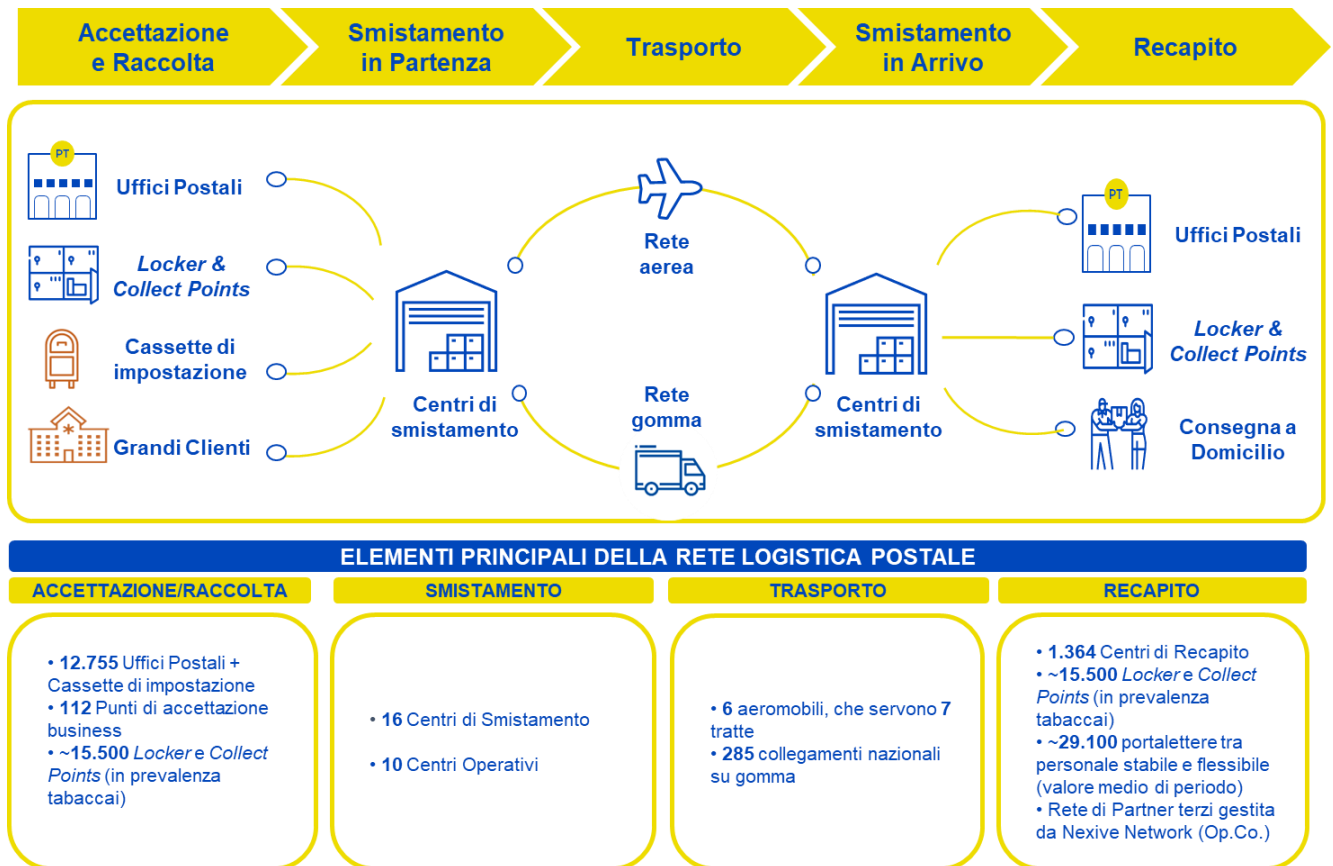 Accettazione
e Raccolta
Smistamento
in Partenza
Trasporto
Smistamento
in Arrivo
Recapito
PT
Uffici Postali
Locker &
Collect Points
Cassette di
impostazione
Grandi Clienti
Centri di
smistamento
Rete
aerea
Rete
gomma
Centri di
smistamento
PT
Uffici Postali
Locker &
Collect Points
Consegna a
Domicilio
ELEMENTI PRINCIPALI DELLA RETE LOGISTICA POSTALE
ACCETTAZIONE/RACCOLTA
• 12.755 Uffici Postali +
Cassette di impostazione
• 112 Punti di accettazione
business
• ~15.500 Locker e Collect
Points (in prevalenza
tabaccai)
SMISTAMENTO
• 16 Centri di Smistamento
• 10 Centri Operativi
TRASPORTO
• 6 aeromobili, che servono 7
tratte
• 285 collegamenti nazionali
su gomma
RECAPITO
• 1.364 Centri di Recapito
• ~15.500 Locker e Collect
Points (in prevalenza
tabaccai)
• ~29.100 portalettere tra
personale stabile e flessibile
(valore medio di periodo)
• Rete di Partner terzi gestita
da Nexive Network (Op.Co.)